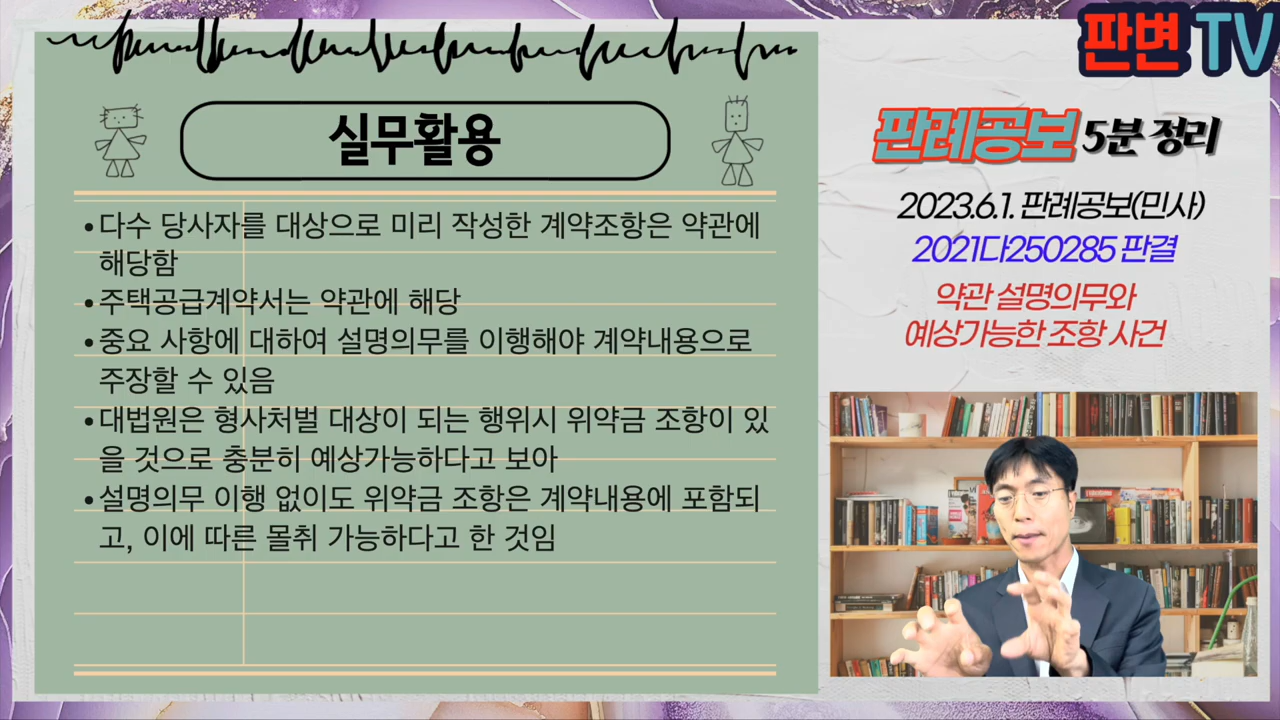 판변 TV
실무활용
• 다수 당사자를 대상으로 미리 작성한 계약조항은 약관에
해당함
• 주택공급계약서는 약관에 해당
• 중요 사항에 대하여 설명의무를 이행해야 계약내용으로
주장할 수 있음
• 대법원은 형사처벌 대상이 되는 행위시 위약금 조항이 있
을 것으로 충분히 예상가능하다고 보아
• 설명의무 이행 없이도 위약금 조항은 계약내용에 포함되
고, 이에 따른 몰취 가능하다고 한 것임
판례공보 5분 정리
2023.6.1. 판례공보(민사)
2021다250285 판결
약관 설명의무와
예상가능한 조항 사건